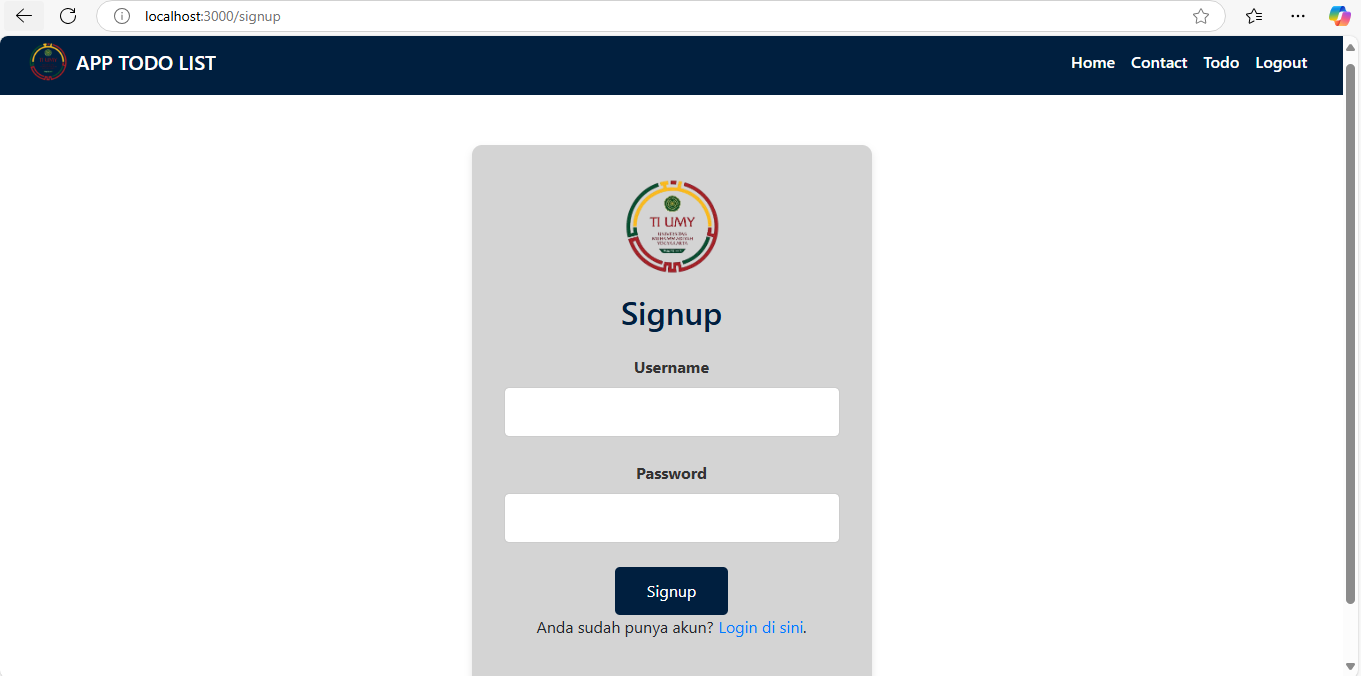 localhost:3000/signup
APP TODO LIST
Home Contact Todo Logout
TI UMY
Signup
Username
Password
Signup
Anda sudah punya akun? Login di sini.